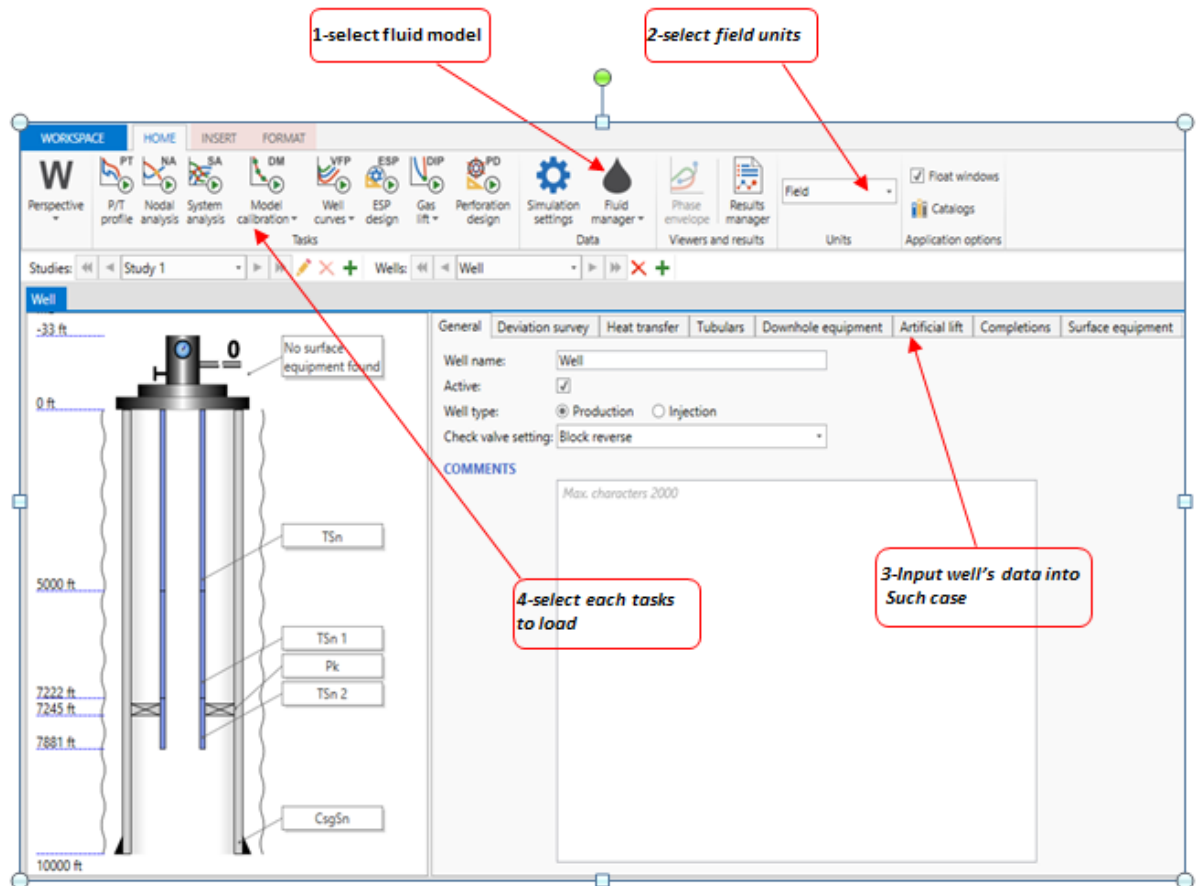 1-select fluid model
2-select field units
WORKSPACE HOME INSERT FORMAT
W
PT NA SA DM VFP ESP DIP PD
Perspective
P/T profile
Nodal analysis
System analysis
Model calibration
Well curves
ESP design
Gas lift
Perforation design
Simulation settings
Fluid manager
Phase envelope
Results manager
Field
Float windows
Catalogs
Tasks Data Viewers and results Units Application options
Studies: Study 1 Wells: Well
Well
General Deviation survey Heat transfer Tubulars Downhole equipment Artificial lift Completions Surface equipment
-33 ft
0
No surface
equipment found
0 ft
Well name: Well
Active:
Well type: Production Injection
Check valve setting: Block reverse
COMMENTS
Max. characters 2000
TSn
5000 ft
3-Input well's data into
Such case
4-select each tasks
to load
TSn 1
Pk
TSn 2
7222 ft
7245 ft
7881 ft
CsgSn
10000 ft